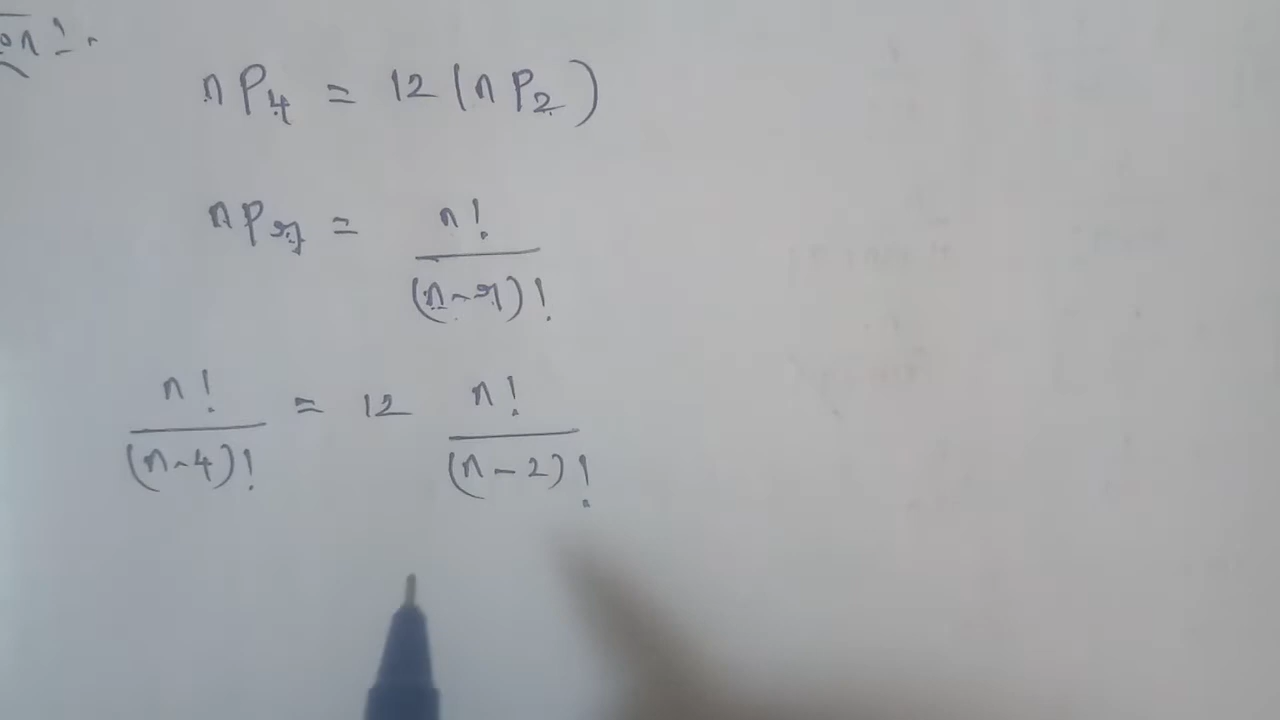 nP4 = 12 (nP2)
nPr = n! / (n-r)!
n! / (n-4)! = 12 n! / (n-2)!